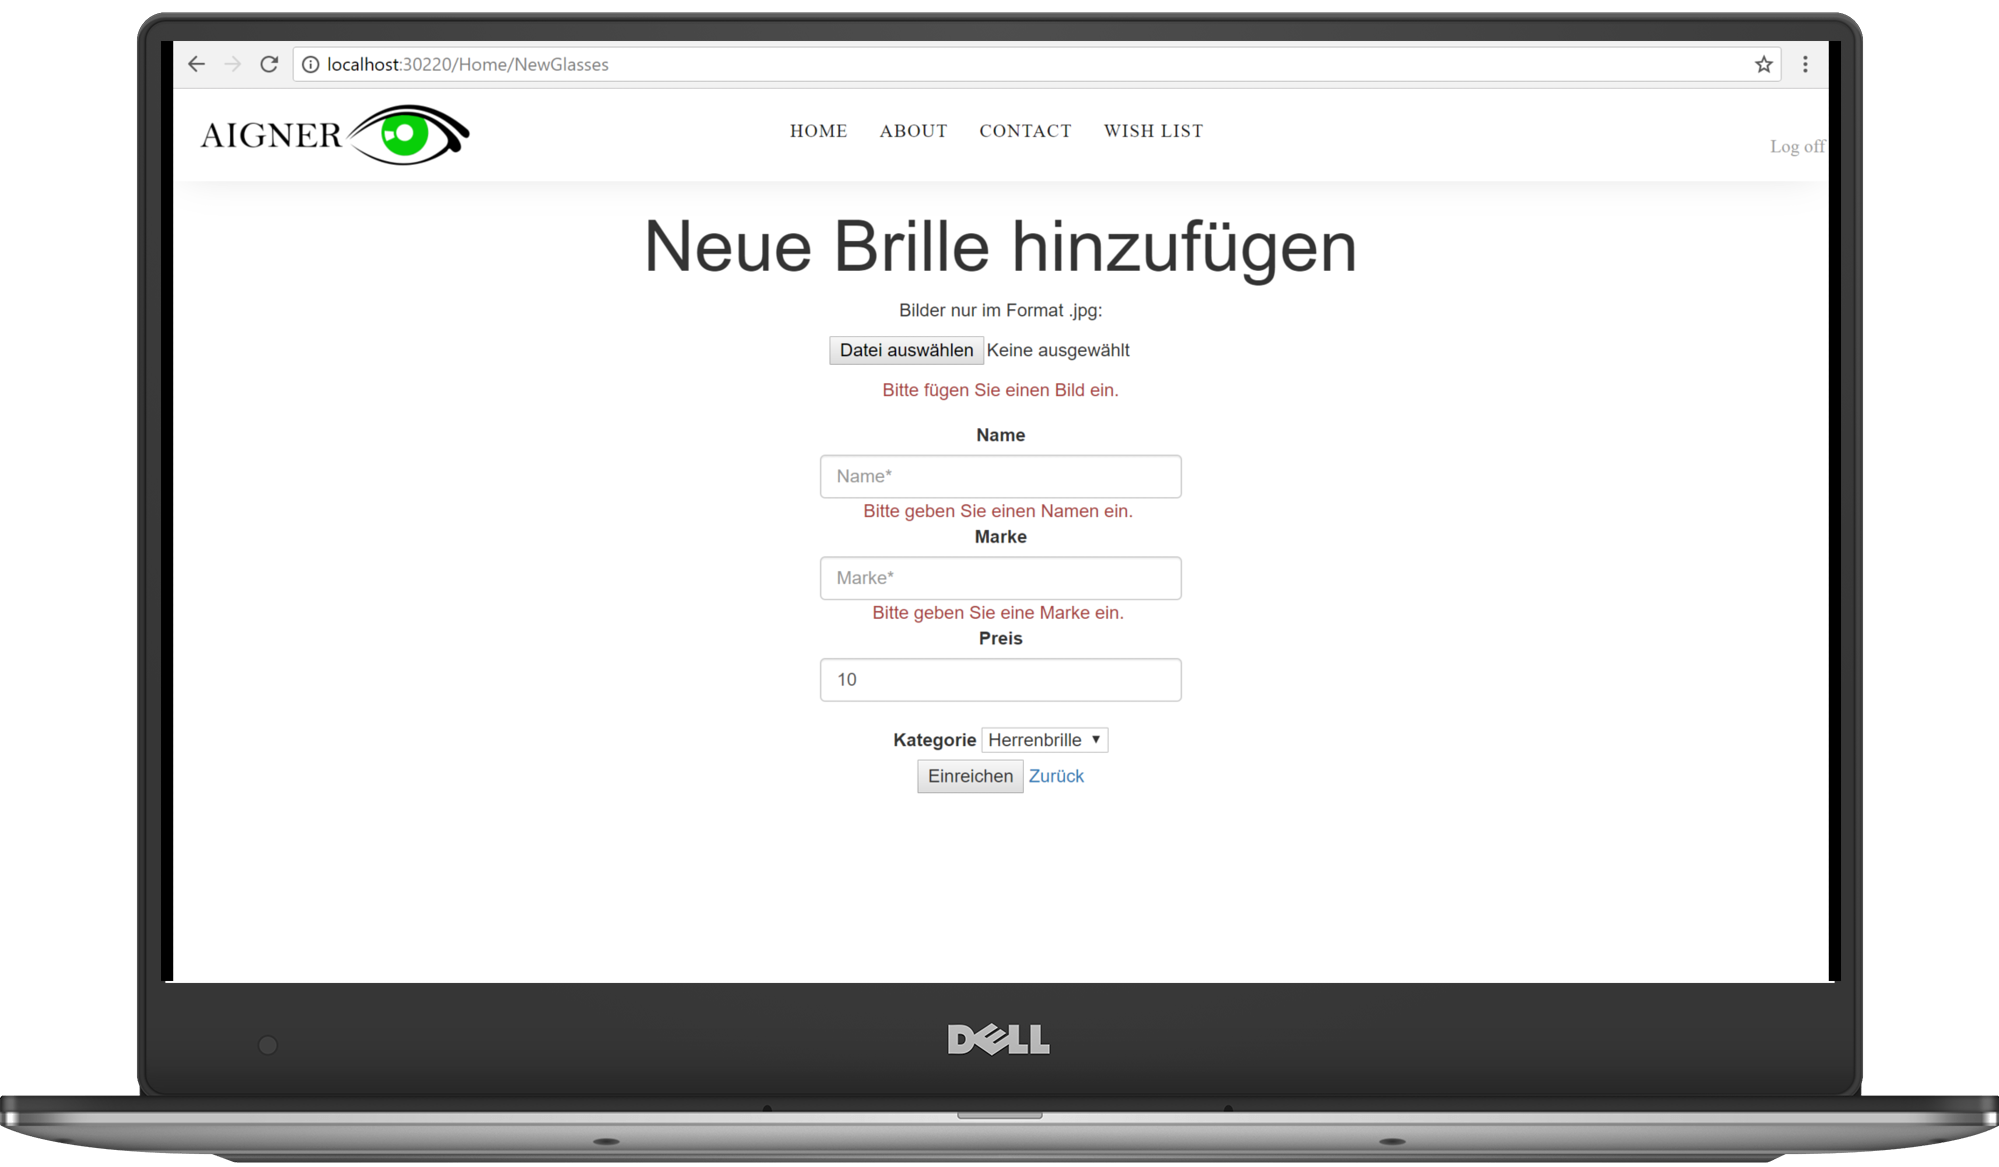 localhost:30220/Home/NewGlasses
AIGNER
HOME ABOUT CONTACT WISH LIST
Log off
Neue Brille hinzufügen
Bilder nur im Format .jpg:
Datei auswählen Keine ausgewählt
Bitte fügen Sie einen Bild ein.
Name
Name*
Bitte geben Sie einen Namen ein.
Marke
Marke*
Bitte geben Sie eine Marke ein.
Preis
10
Kategorie Herrenbrille
Einreichen Zurück
DELL